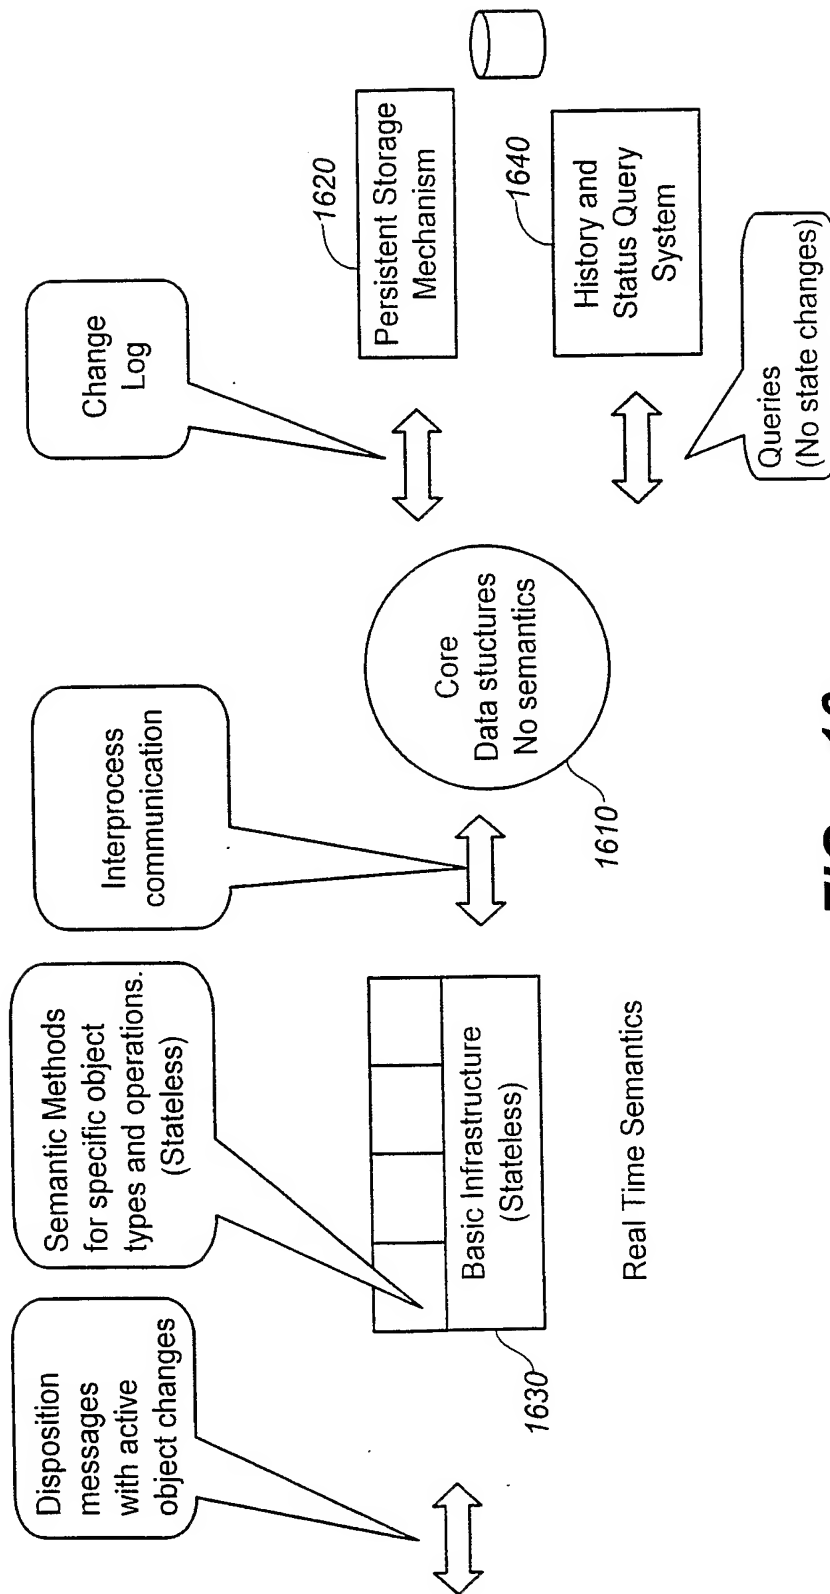 Disposition
messages
with active
object changes
Semantic Methods
for specific object
types and operations.
(Stateless)
Interprocess
communication
Change
Log
Basic Infrastructure
(Stateless)
1630
Real Time Semantics
Core
Data stuctures
No semantics
1610
Persistent Storage
Mechanism
1620
History and
Status Query
System
1640
Queries
(No state changes)